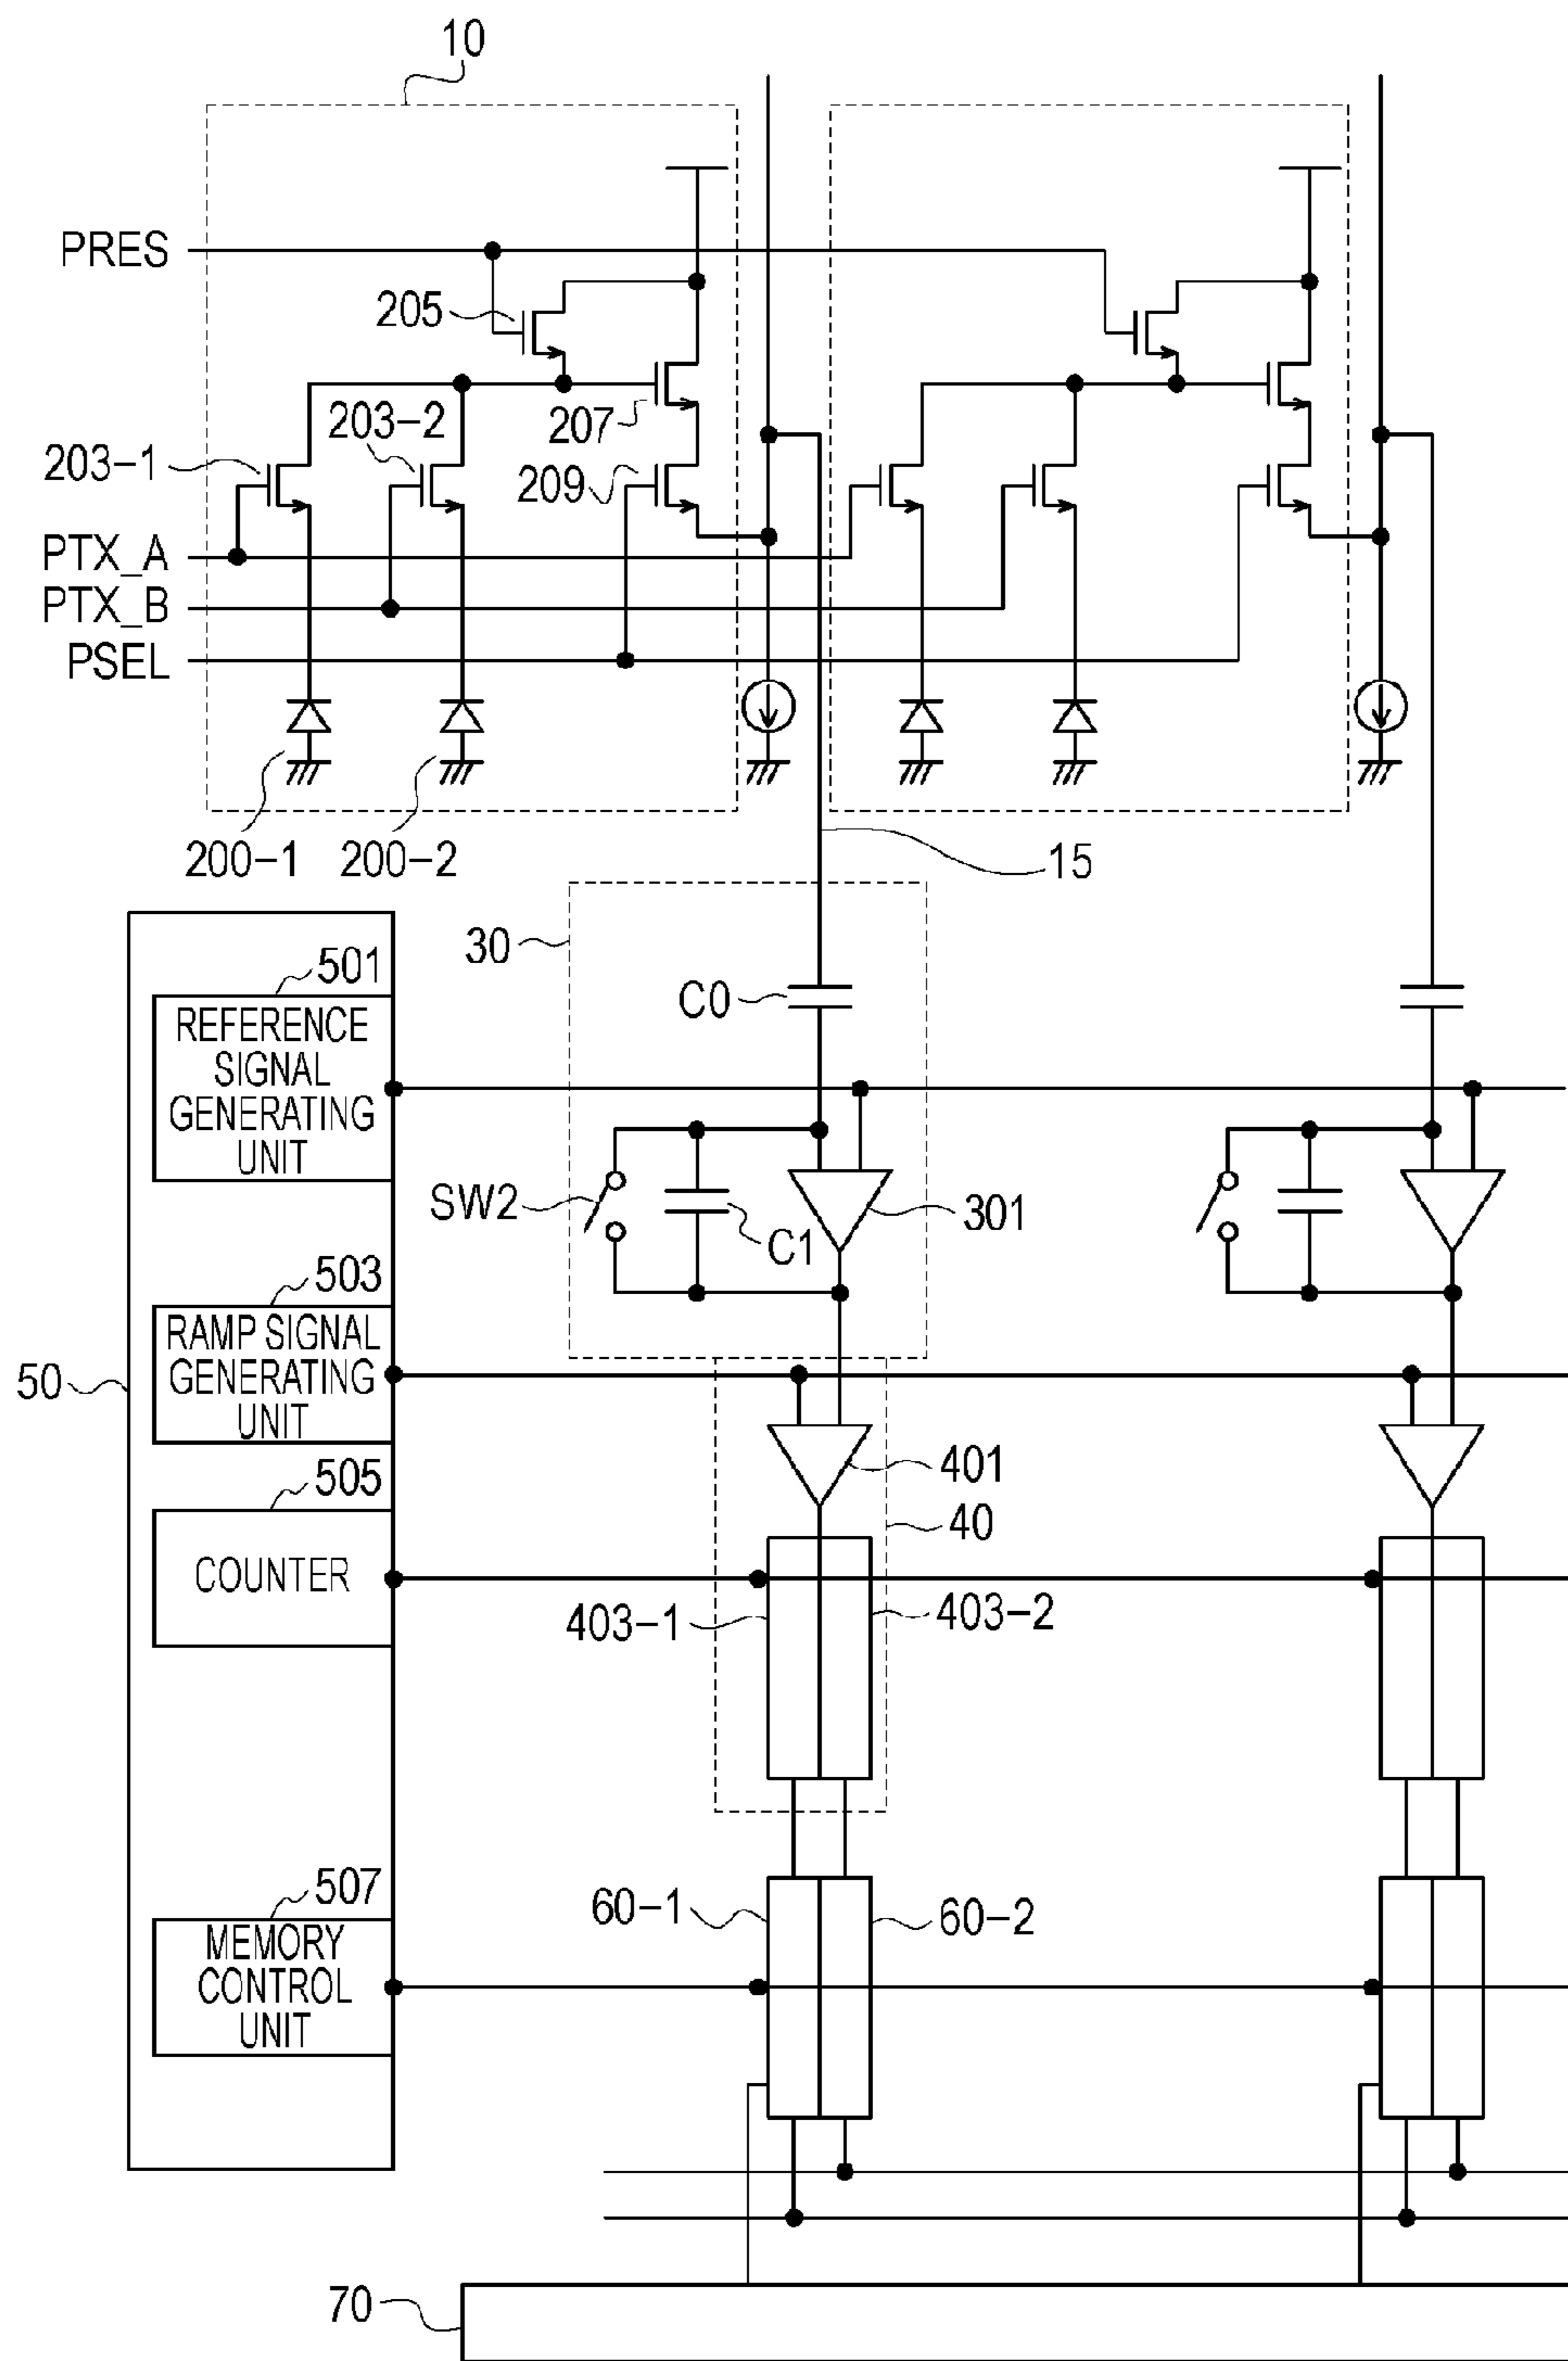 10
PRES
205
203-2
207
203-1
209
PTX_A
PTX_B
PSEL
200-1
200-2
15
30
501
C0
REFERENCE
SIGNAL
GENERATING
UNIT
SW2
301
C1
503
RAMP SIGNAL
GENERATING
UNIT
50
401
505
40
COUNTER
403-1
403-2
507
60-1
60-2
MEMORY
CONTROL
UNIT
70